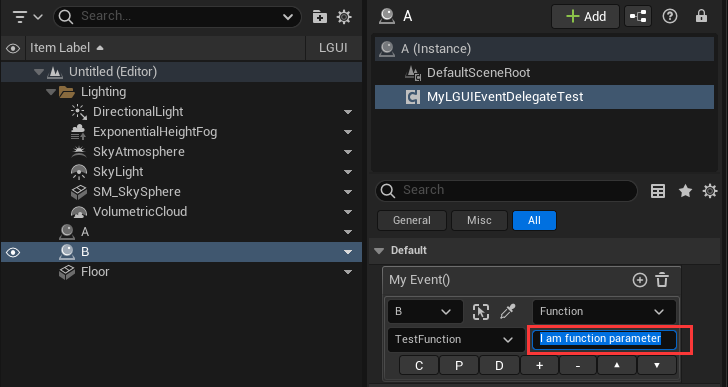 Search...
Item Label
LGUI
Untitled (Editor)
Lighting
DirectionalLight
ExponentialHeightFog
SkyAtmosphere
SkyLight
SM_SkySphere
VolumetricCloud
A
B
Floor
A
+ Add
A (Instance)
DefaultSceneRoot
MyLGUIEventDelegateTest
Search
General Misc All
Default
My Event()
B Function
TestFunction I am function parameter
C P D + -